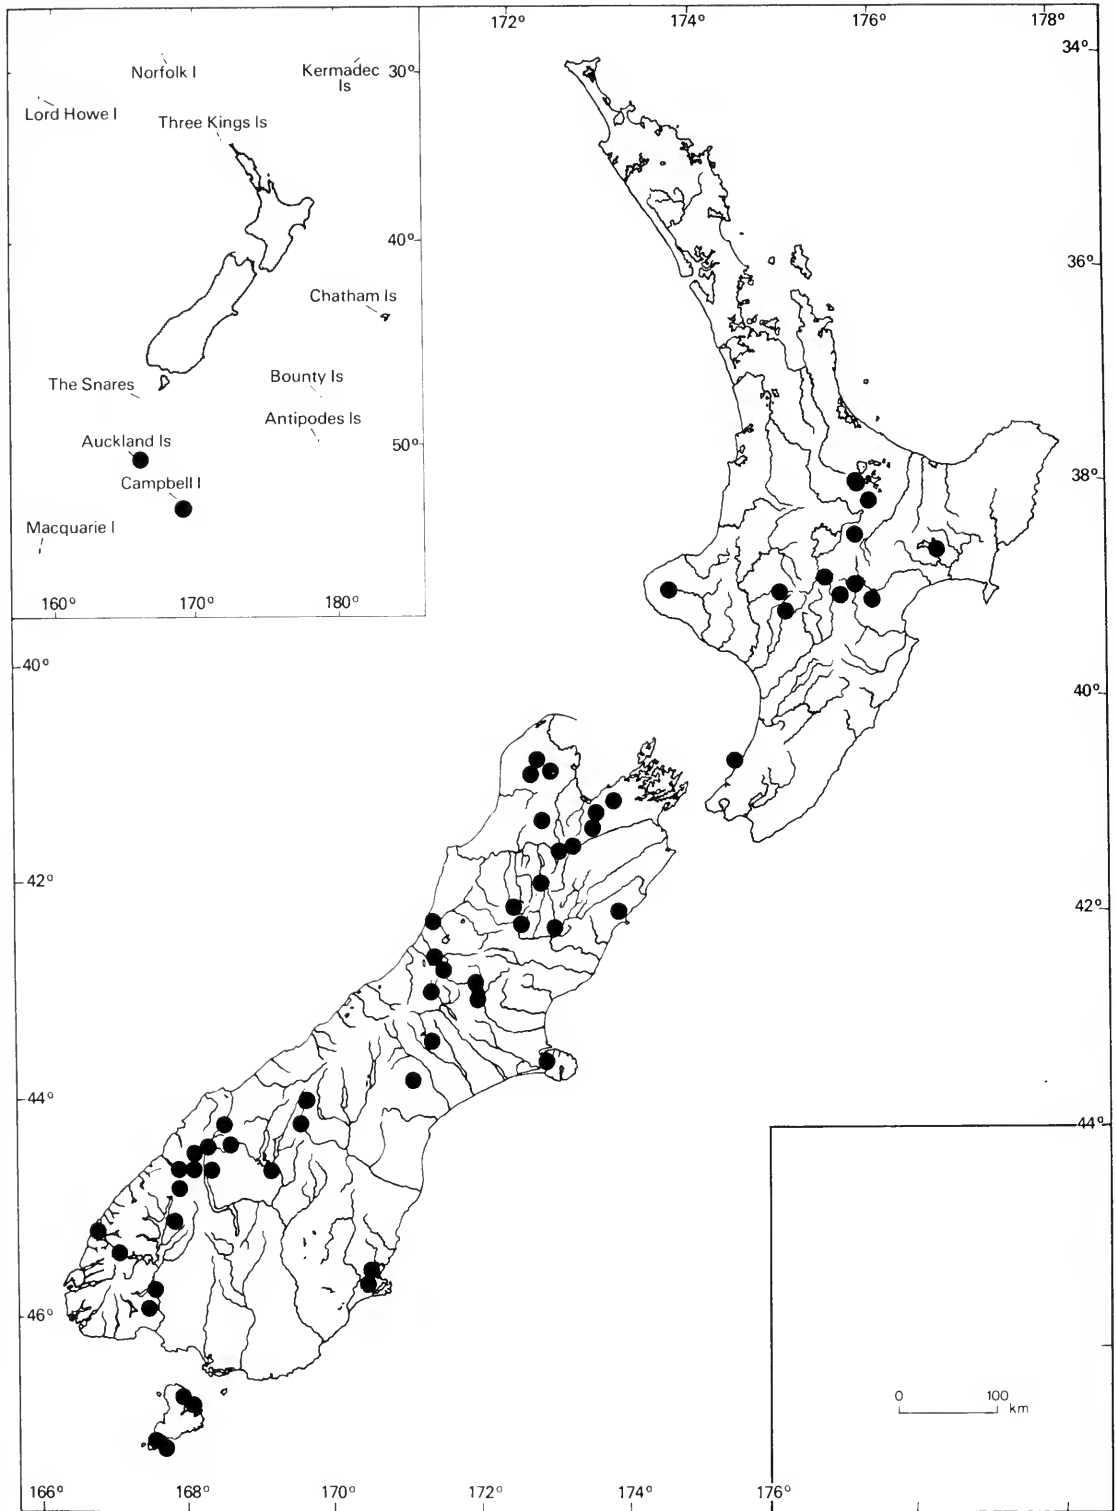 172° 174° 176° 178°
34°
Norfolk I
Kermadec
Is
30°
Lord Howe I
Three Kings Is
40°
36°
Chatham Is
The Snares
Bounty Is
Antipodes Is
Auckland Is
50°
Campbell I
38°
Macquarie I
160° 170° 180°
40°
40°
42°
42°
44°
44°
46°
0 100
km
166° 168° 170° 172° 174° 176°